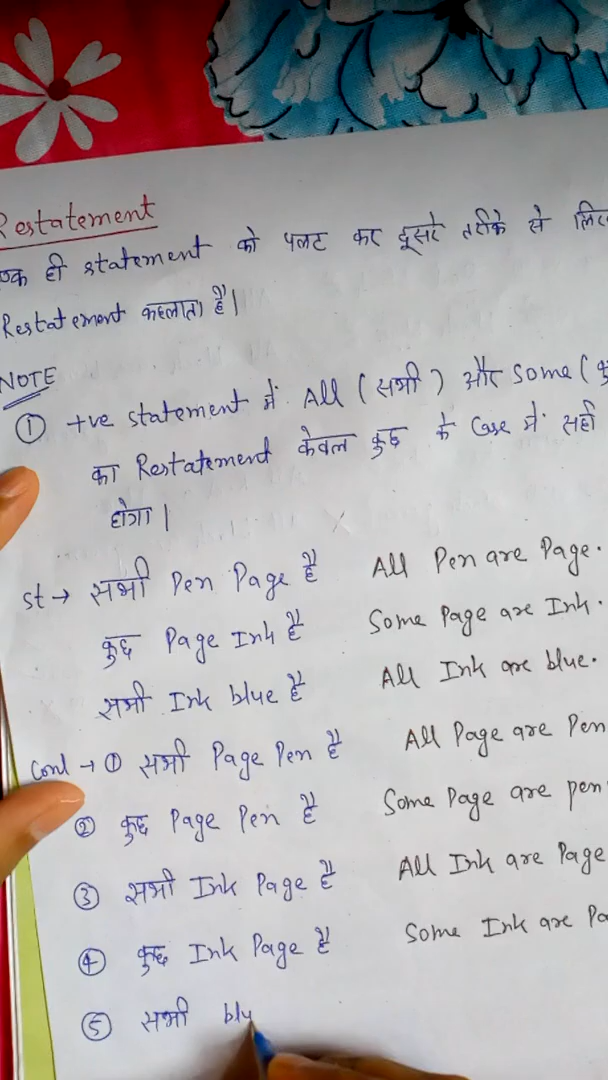 Restatement
एक ही statement को पलट कर दूसरे तरीके से
Restatement कहलाता है।
NOTE
① +ve statement में All (सभी) और Some (
का Restatement केवल कुछ के Case में सही
होगा।
st → सभी Pen Page है All Pen are Page.
कुछ Page Ink है Some Page are Ink.
सभी Ink blue है All Ink are blue.
Conl → ① सभी Page Pen है All Page are Pen
② कुछ Page Pen है Some Page are pen
③ सभी Ink Page है All Ink are Page
④ कुछ Ink Page है Some Ink are Pa
⑤ सभी blu